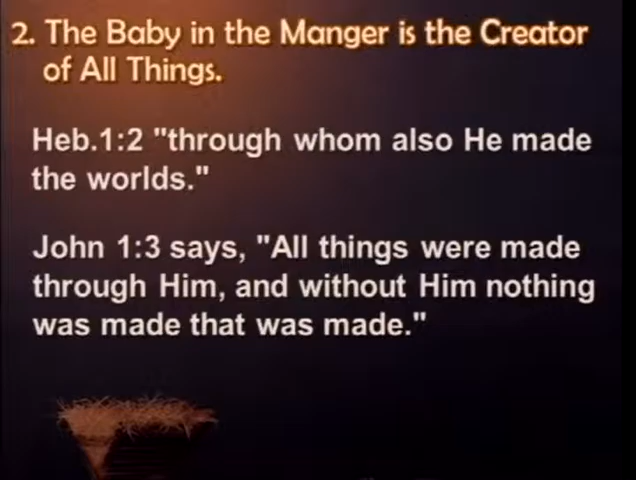 2. The Baby in the Manger is the Creator
of All Things.
Heb.1:2 "through whom also He made
the worlds."
John 1:3 says, "All things were made
through Him, and without Him nothing
was made that was made."